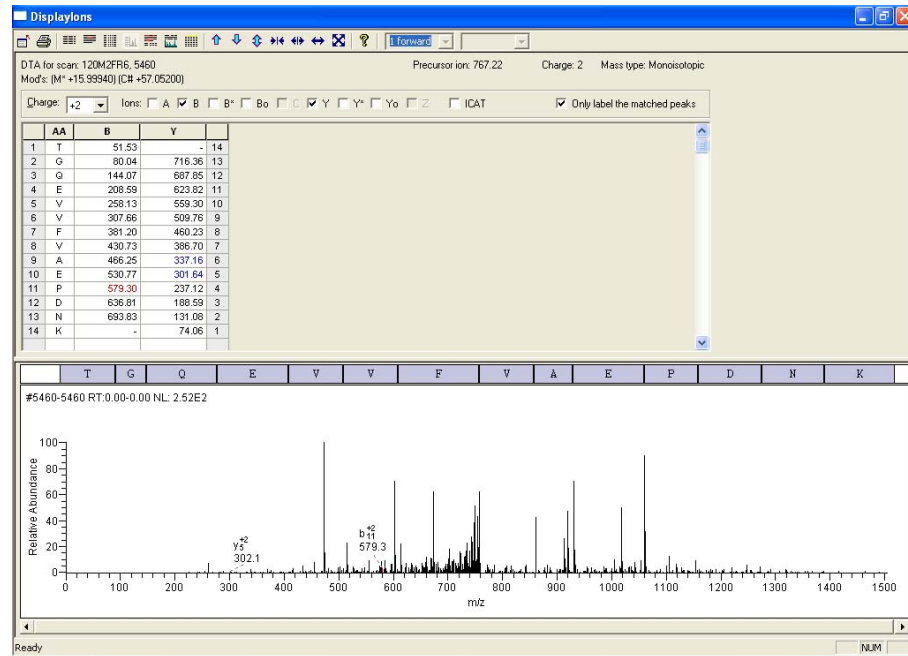 DisplayIons
1 forward
DTA for scan: 120M2FR6, 5460 Precursor ion: 767.22 Charge: 2 Mass type: Monoisotopic
Mod's: (M* +15.99940) (C# +57.05200)
Charge: +2 Ions: A B B* Bo C Y Y* Yo Z ICAT Only label the matched peaks
AA B Y
1 T 51.53 - 14
2 G 80.04 716.36 13
3 Q 144.07 687.85 12
4 E 208.59 623.82 11
5 V 258.13 559.30 10
6 V 307.66 509.76 9
7 F 381.20 460.23 8
8 V 430.73 386.70 7
9 A 466.25 337.16 6
10 E 530.77 301.64 5
11 P 579.30 237.12 4
12 D 636.81 188.59 3
13 N 693.83 131.08 2
14 K - 74.06 1
T G Q E V V F V A E P D N K
#5460-5460 RT:0.00-0.00 NL: 2.52E2
Relative Abundance
100
80
60
40
20
0
y5+2
302.1
b11+2
579.3
0 100 200 300 400 500 600 700 800 900 1000 1100 1200 1300 1400 1500
m/z
Ready NUM